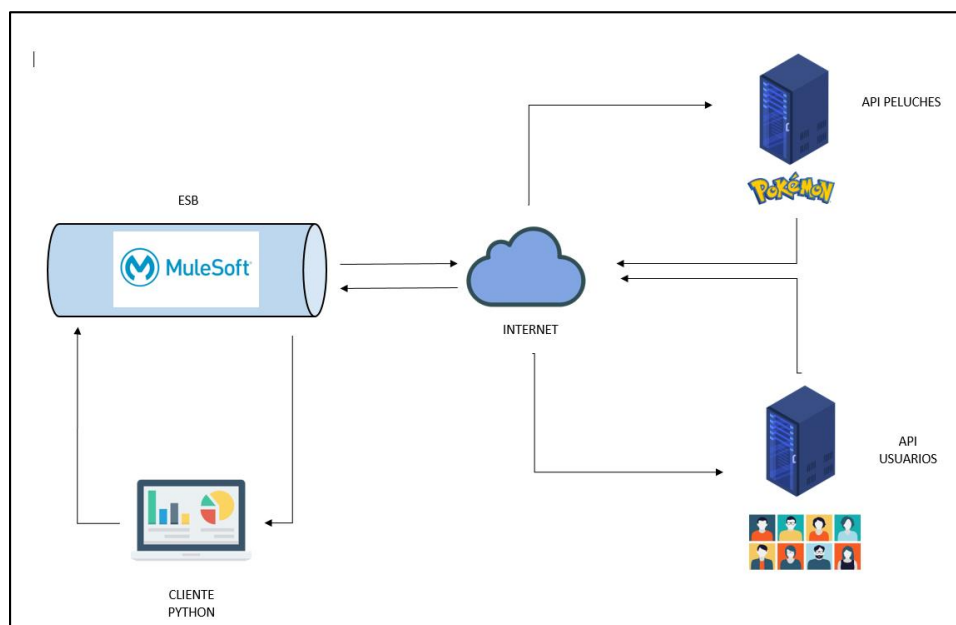 API PELUCHES
POKéMON
ESB
MuleSoft
INTERNET
API
USUARIOS
CLIENTE
PYTHON